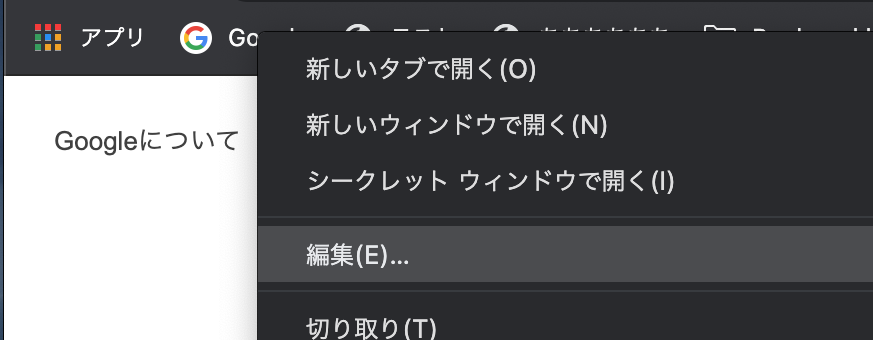 アプリ
新しいタブで開く(O)
新しいウィンドウで開く(N)
Googleについて
シークレット ウィンドウで開く(I)
編集(E)...
切り取り(T)